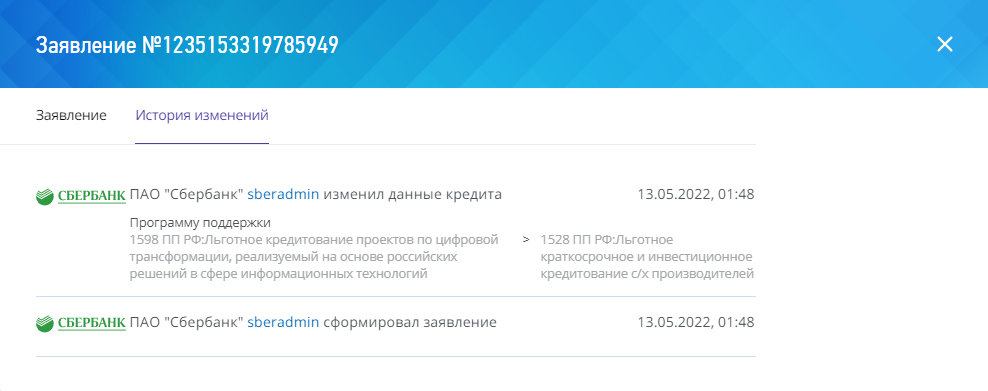 Заявление №1235153319785949
Заявление История изменений
СБЕРБАНК ПАО "Сбербанк" sberadmin изменил данные кредита 13.05.2022, 01:48
Программу поддержки
1598 ПП РФ:Льготное кредитование проектов по цифровой > 1528 ПП РФ:Льготное
трансформации, реализуемый на основе российских краткосрочное и инвестиционное
решений в сфере информационных технологий кредитование с/х производителей
СБЕРБАНК ПАО "Сбербанк" sberadmin сформировал заявление 13.05.2022, 01:48